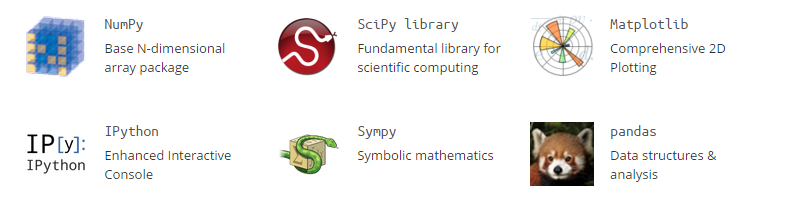 NumPy
Base N-dimensional
array package
SciPy library
Fundamental library for
scientific computing
Matplotlib
Comprehensive 2D
Plotting
IP[y]:
IPython
IPython
Enhanced Interactive
Console
Sympy
Symbolic mathematics
pandas
Data structures &
analysis